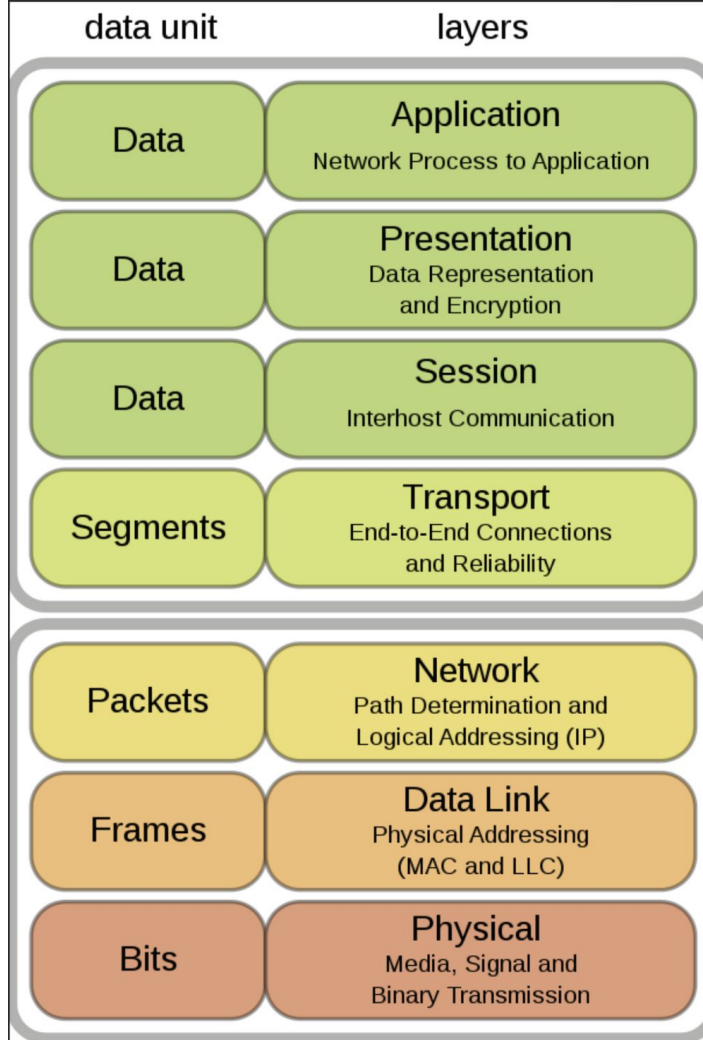 data unit layers
Data
Application
Network Process to Application
Data
Presentation
Data Representation
and Encryption
Data
Session
Interhost Communication
Segments
Transport
End-to-End Connections
and Reliability
Packets
Network
Path Determination and
Logical Addressing (IP)
Frames
Data Link
Physical Addressing
(MAC and LLC)
Bits
Physical
Media, Signal and
Binary Transmission